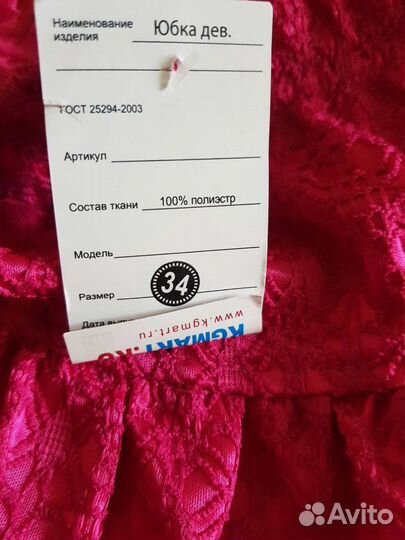 Наименование
изделия Юбка дев.
ГОСТ 25294-2003
Артикул
Состав ткани 100% полиэстр
Модель
Размер 34
Дата
www.kgmart.ru
KGMART.RU
Avito